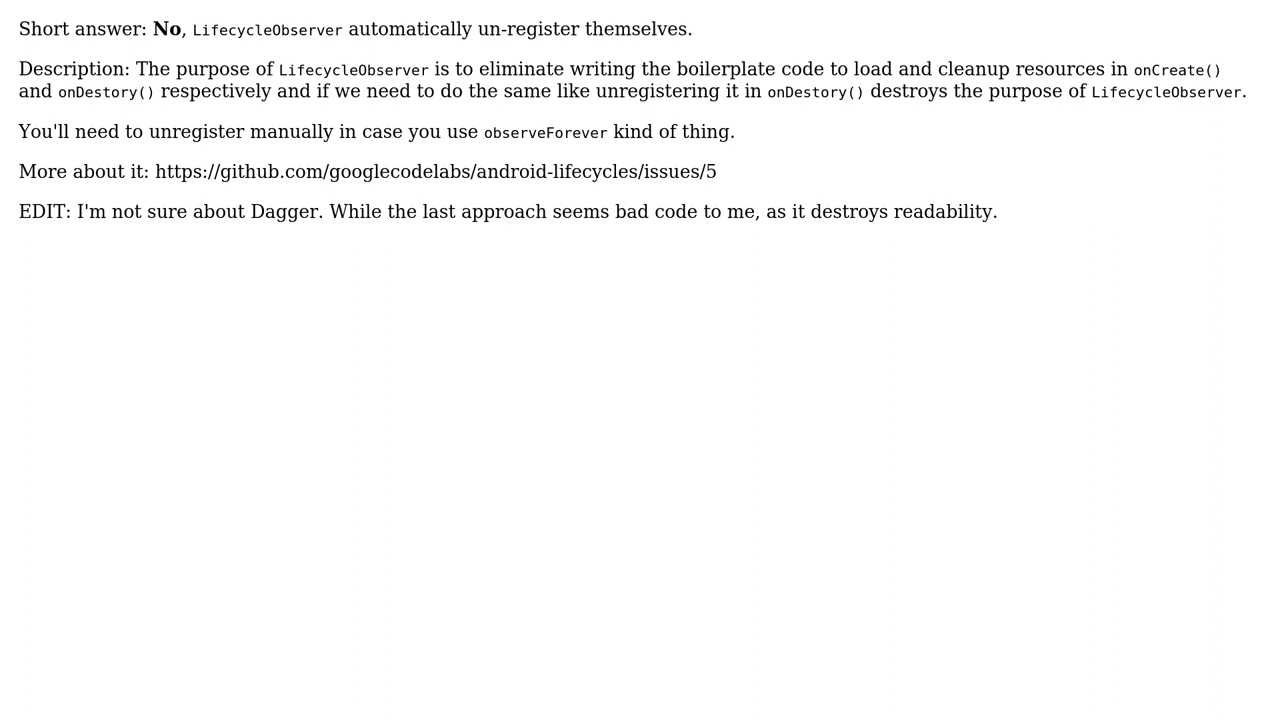 Short answer: No, LifecycleObserver automatically un-register themselves.
Description: The purpose of LifecycleObserver is to eliminate writing the boilerplate code to load and cleanup resources in onCreate()
and onDestory() respectively and if we need to do the same like unregistering it in onDestory() destroys the purpose of LifecycleObserver.
You'll need to unregister manually in case you use observeForever kind of thing.
More about it: https://github.com/googlecodelabs/android-lifecycles/issues/5
EDIT: I'm not sure about Dagger. While the last approach seems bad code to me, as it destroys readability.